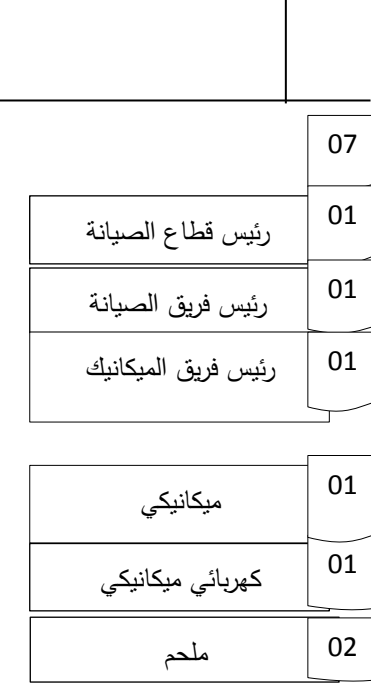 07
01 رئيس قطاع الصيانة
01 رئيس فريق الصيانة
01 رئيس فريق الميكانيك
01 ميكانيكي
01 كهربائي ميكانيكي
02 ملحم